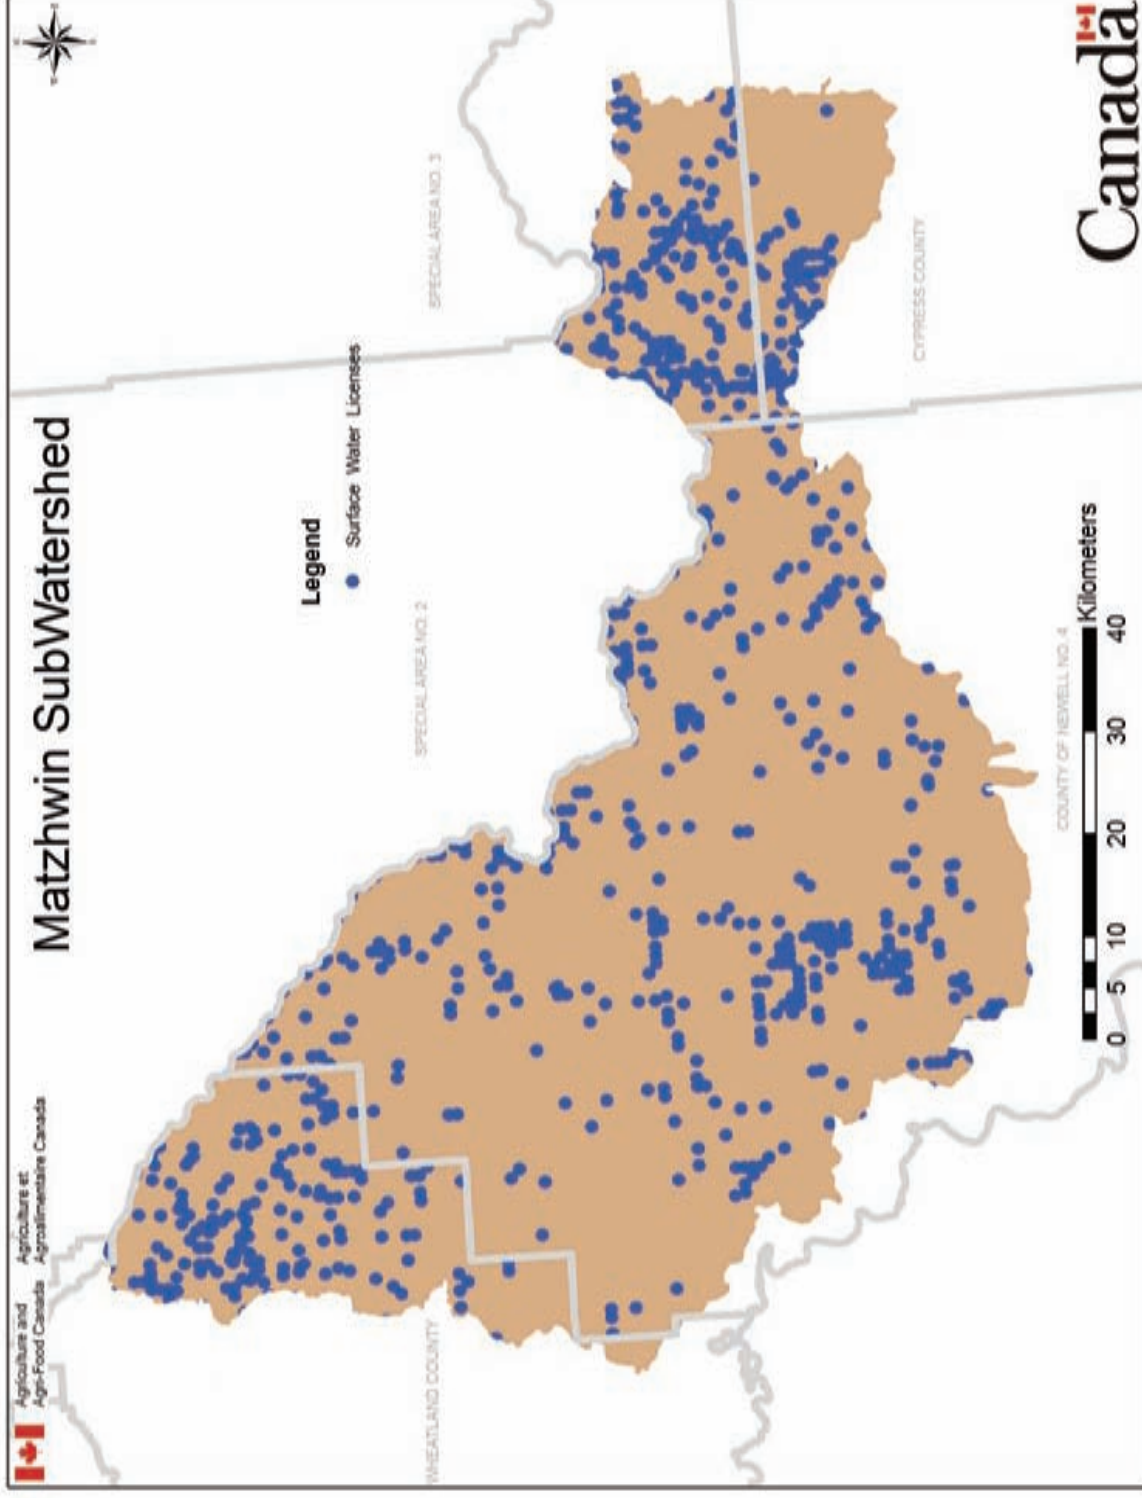 Agriculture and
Agri-Food Canada
Agriculture et
Agroalimentaire Canada
Matzhwin SubWatershed
Legend
Surface Water Licenses
SPECIAL AREA NO. 2
SPECIAL AREA NO. 3
WHEATLAND COUNTY
COUNTY OF NEWELL NO. 4
CYPRESS COUNTY
0 5 10 20 30 40
Kilometers
Canada